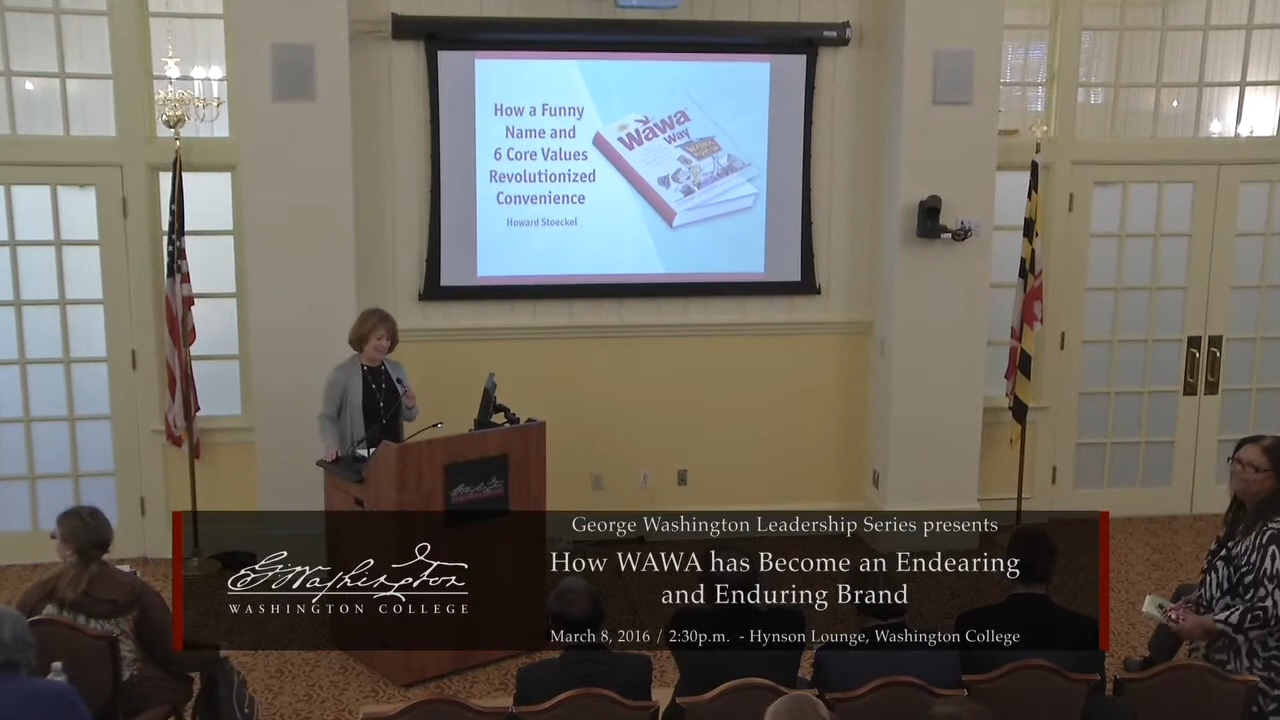 How a Funny
Name and
6 Core Values
Revolutionized
Convenience
Howard Stoeckel
Wawa
Way
George Washington Leadership Series presents
How WAWA has Become an Endearing
and Enduring Brand
March 8, 2016 / 2:30p.m. - Hynson Lounge, Washington College
G Washington
WASHINGTON COLLEGE